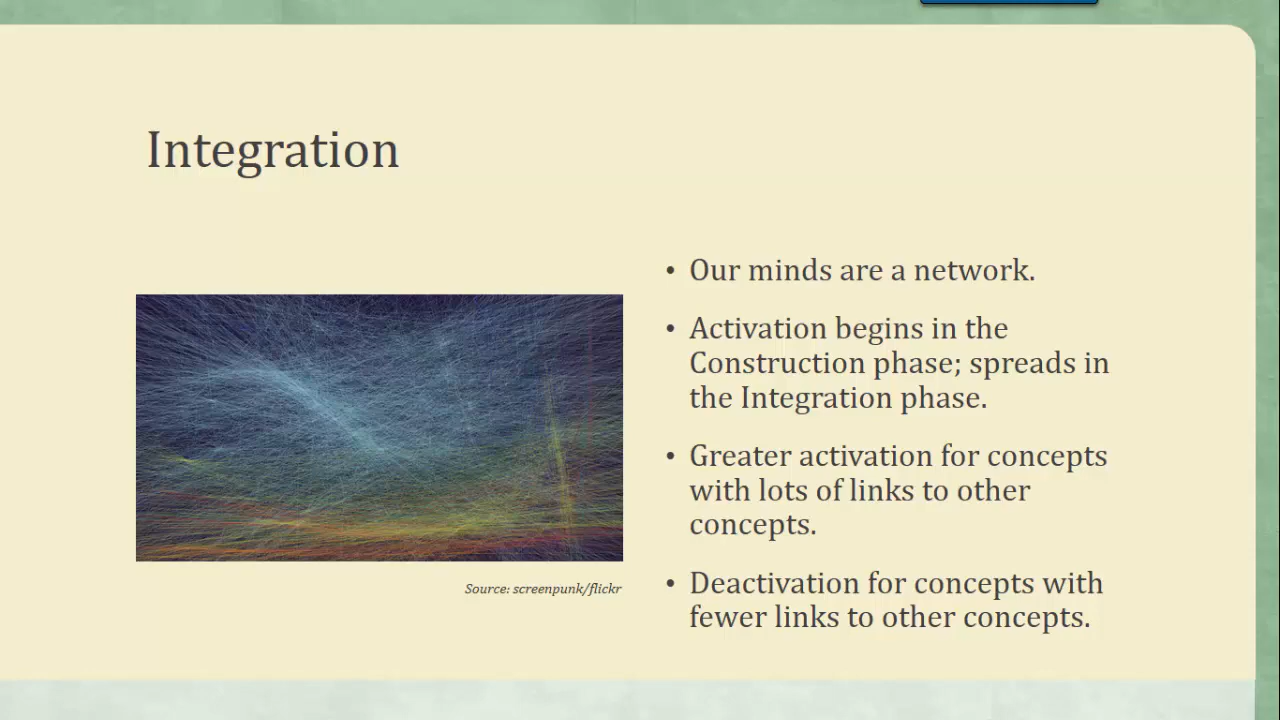 Integration
• Our minds are a network.
• Activation begins in the
Construction phase; spreads in
the Integration phase.
• Greater activation for concepts
with lots of links to other
concepts.
• Deactivation for concepts with
fewer links to other concepts.
Source: screenpunk/flickr